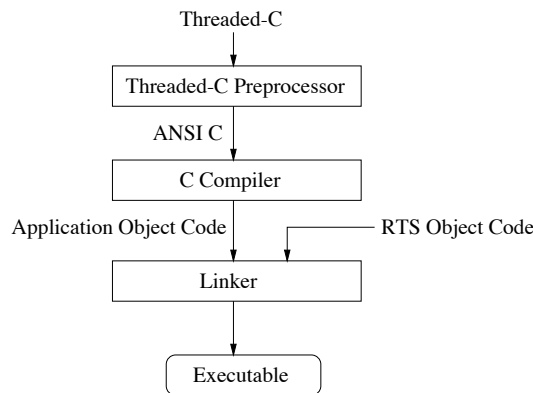 Threaded-C
Threaded-C Preprocessor
ANSI C
C Compiler
Application Object Code
RTS Object Code
Linker
Executable